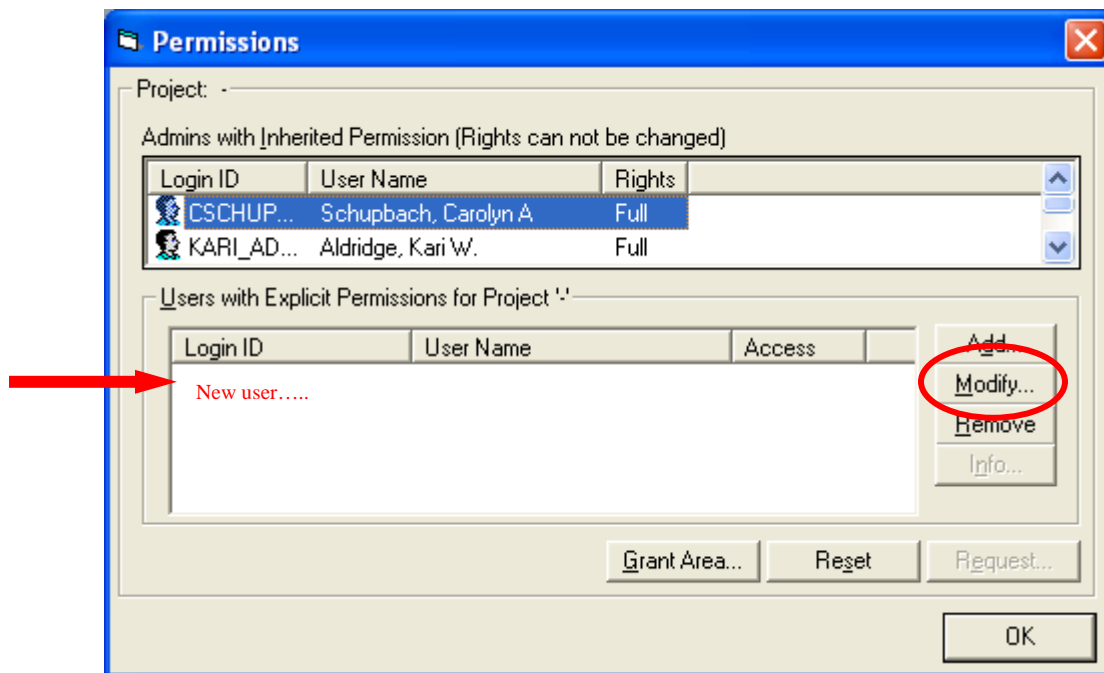 Permissions
Project: -
Admins with Inherited Permission (Rights can not be changed)
Login ID User Name Rights
CSCHUP... Schupbach, Carolyn A Full
KARI_AD... Aldridge, Kari W. Full
Users with Explicit Permissions for Project '-'
Login ID User Name Access
New user…..
Add...
Modify...
Remove
Info...
Grant Area... Reset Request...
OK